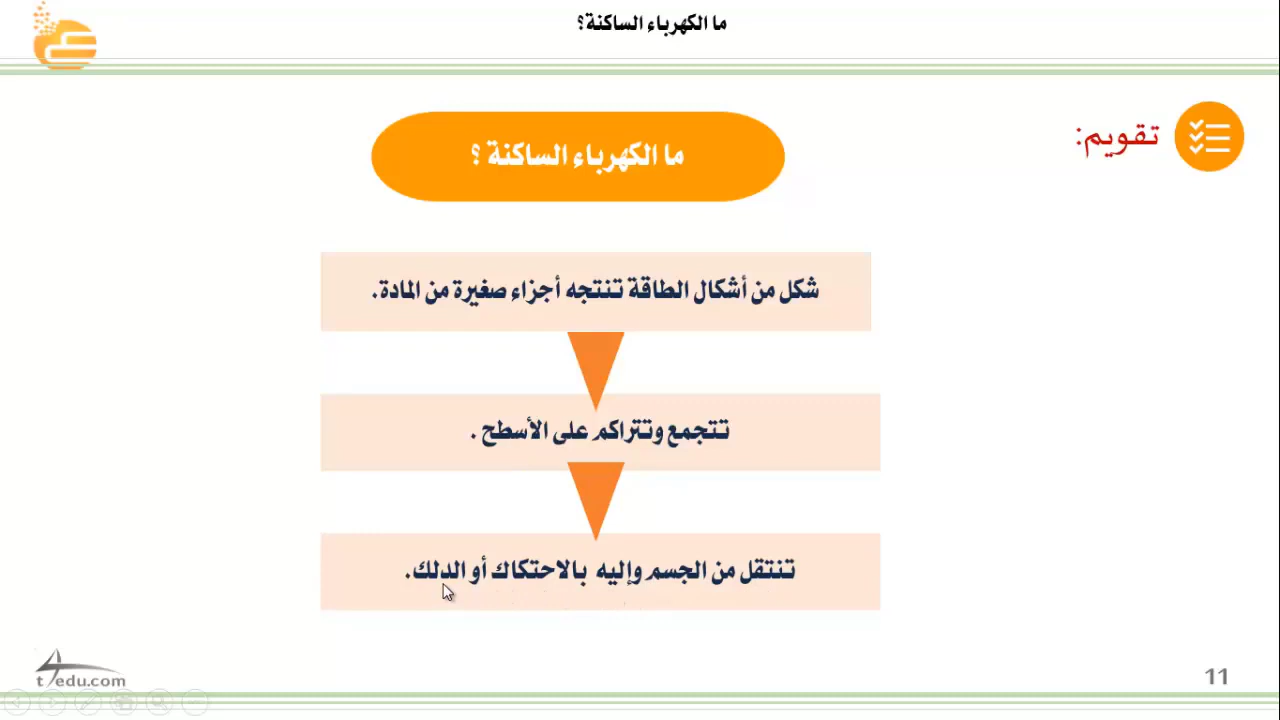 ما الكهرباء الساكنة؟
تقويم:
ما الكهرباء الساكنة ؟
شكل من أشكال الطاقة تنتجه أجزاء صغيرة من المادة.
تتجمع وتتراكم على الأسطح .
تنتقل من الجسم وإليه بالاحتكاك أو الدلك.
t4edu.com
11